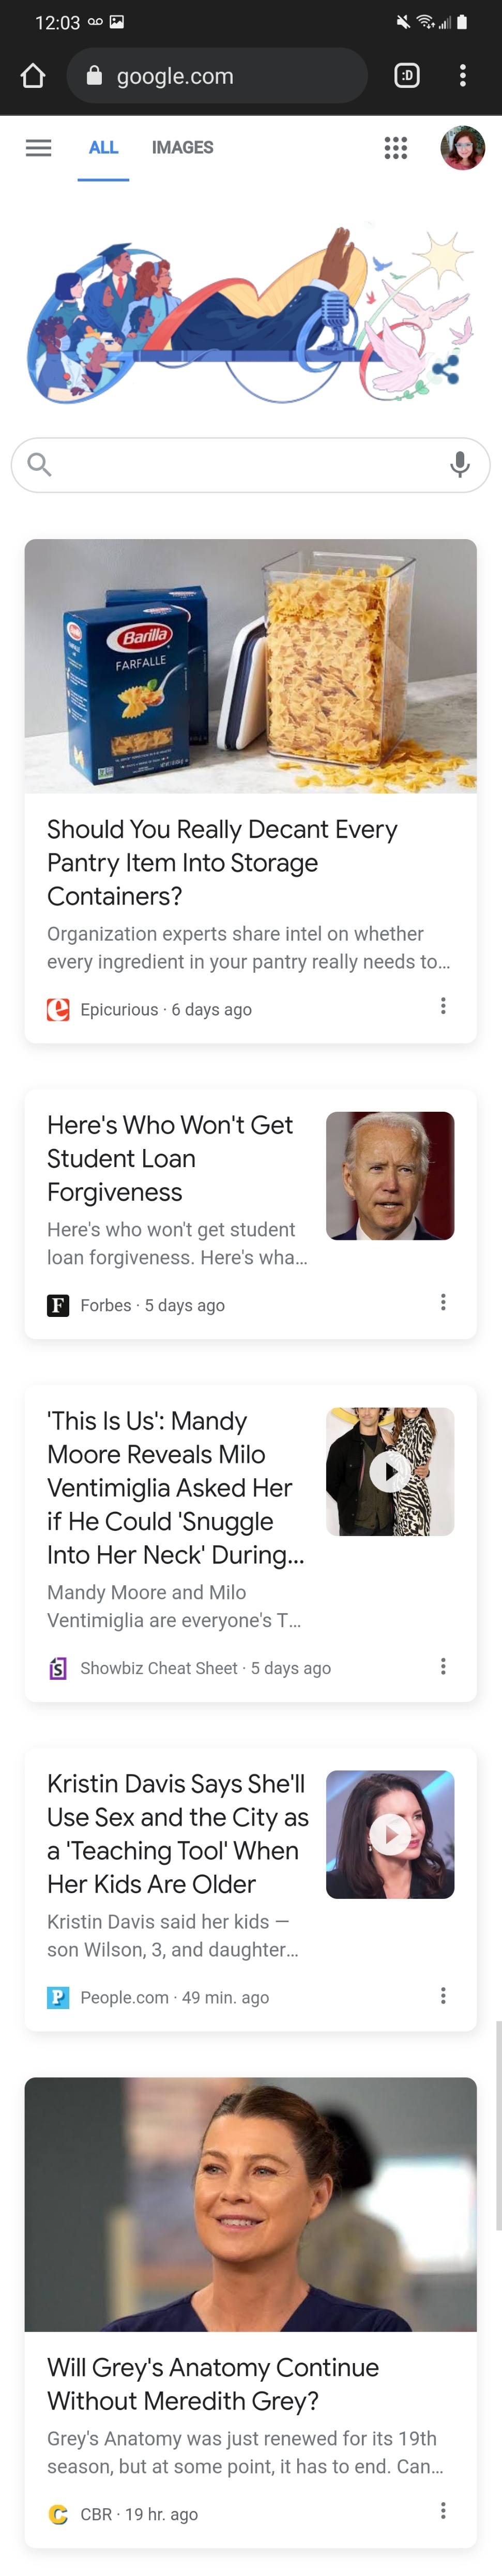 12:03
google.com
:D
ALL IMAGES
Barilla
FARFALLE
Should You Really Decant Every
Pantry Item Into Storage
Containers?
Organization experts share intel on whether
every ingredient in your pantry really needs to...
Epicurious · 6 days ago
Here's Who Won't Get
Student Loan
Forgiveness
Here's who won't get student
loan forgiveness. Here's wha...
F Forbes · 5 days ago
'This Is Us': Mandy
Moore Reveals Milo
Ventimiglia Asked Her
if He Could 'Snuggle
Into Her Neck' During...
Mandy Moore and Milo
Ventimiglia are everyone's T...
S Showbiz Cheat Sheet · 5 days ago
Kristin Davis Says She'll
Use Sex and the City as
a 'Teaching Tool' When
Her Kids Are Older
Kristin Davis said her kids —
son Wilson, 3, and daughter...
P People.com · 49 min. ago
Will Grey's Anatomy Continue
Without Meredith Grey?
Grey's Anatomy was just renewed for its 19th
season, but at some point, it has to end. Can...
C CBR · 19 hr. ago